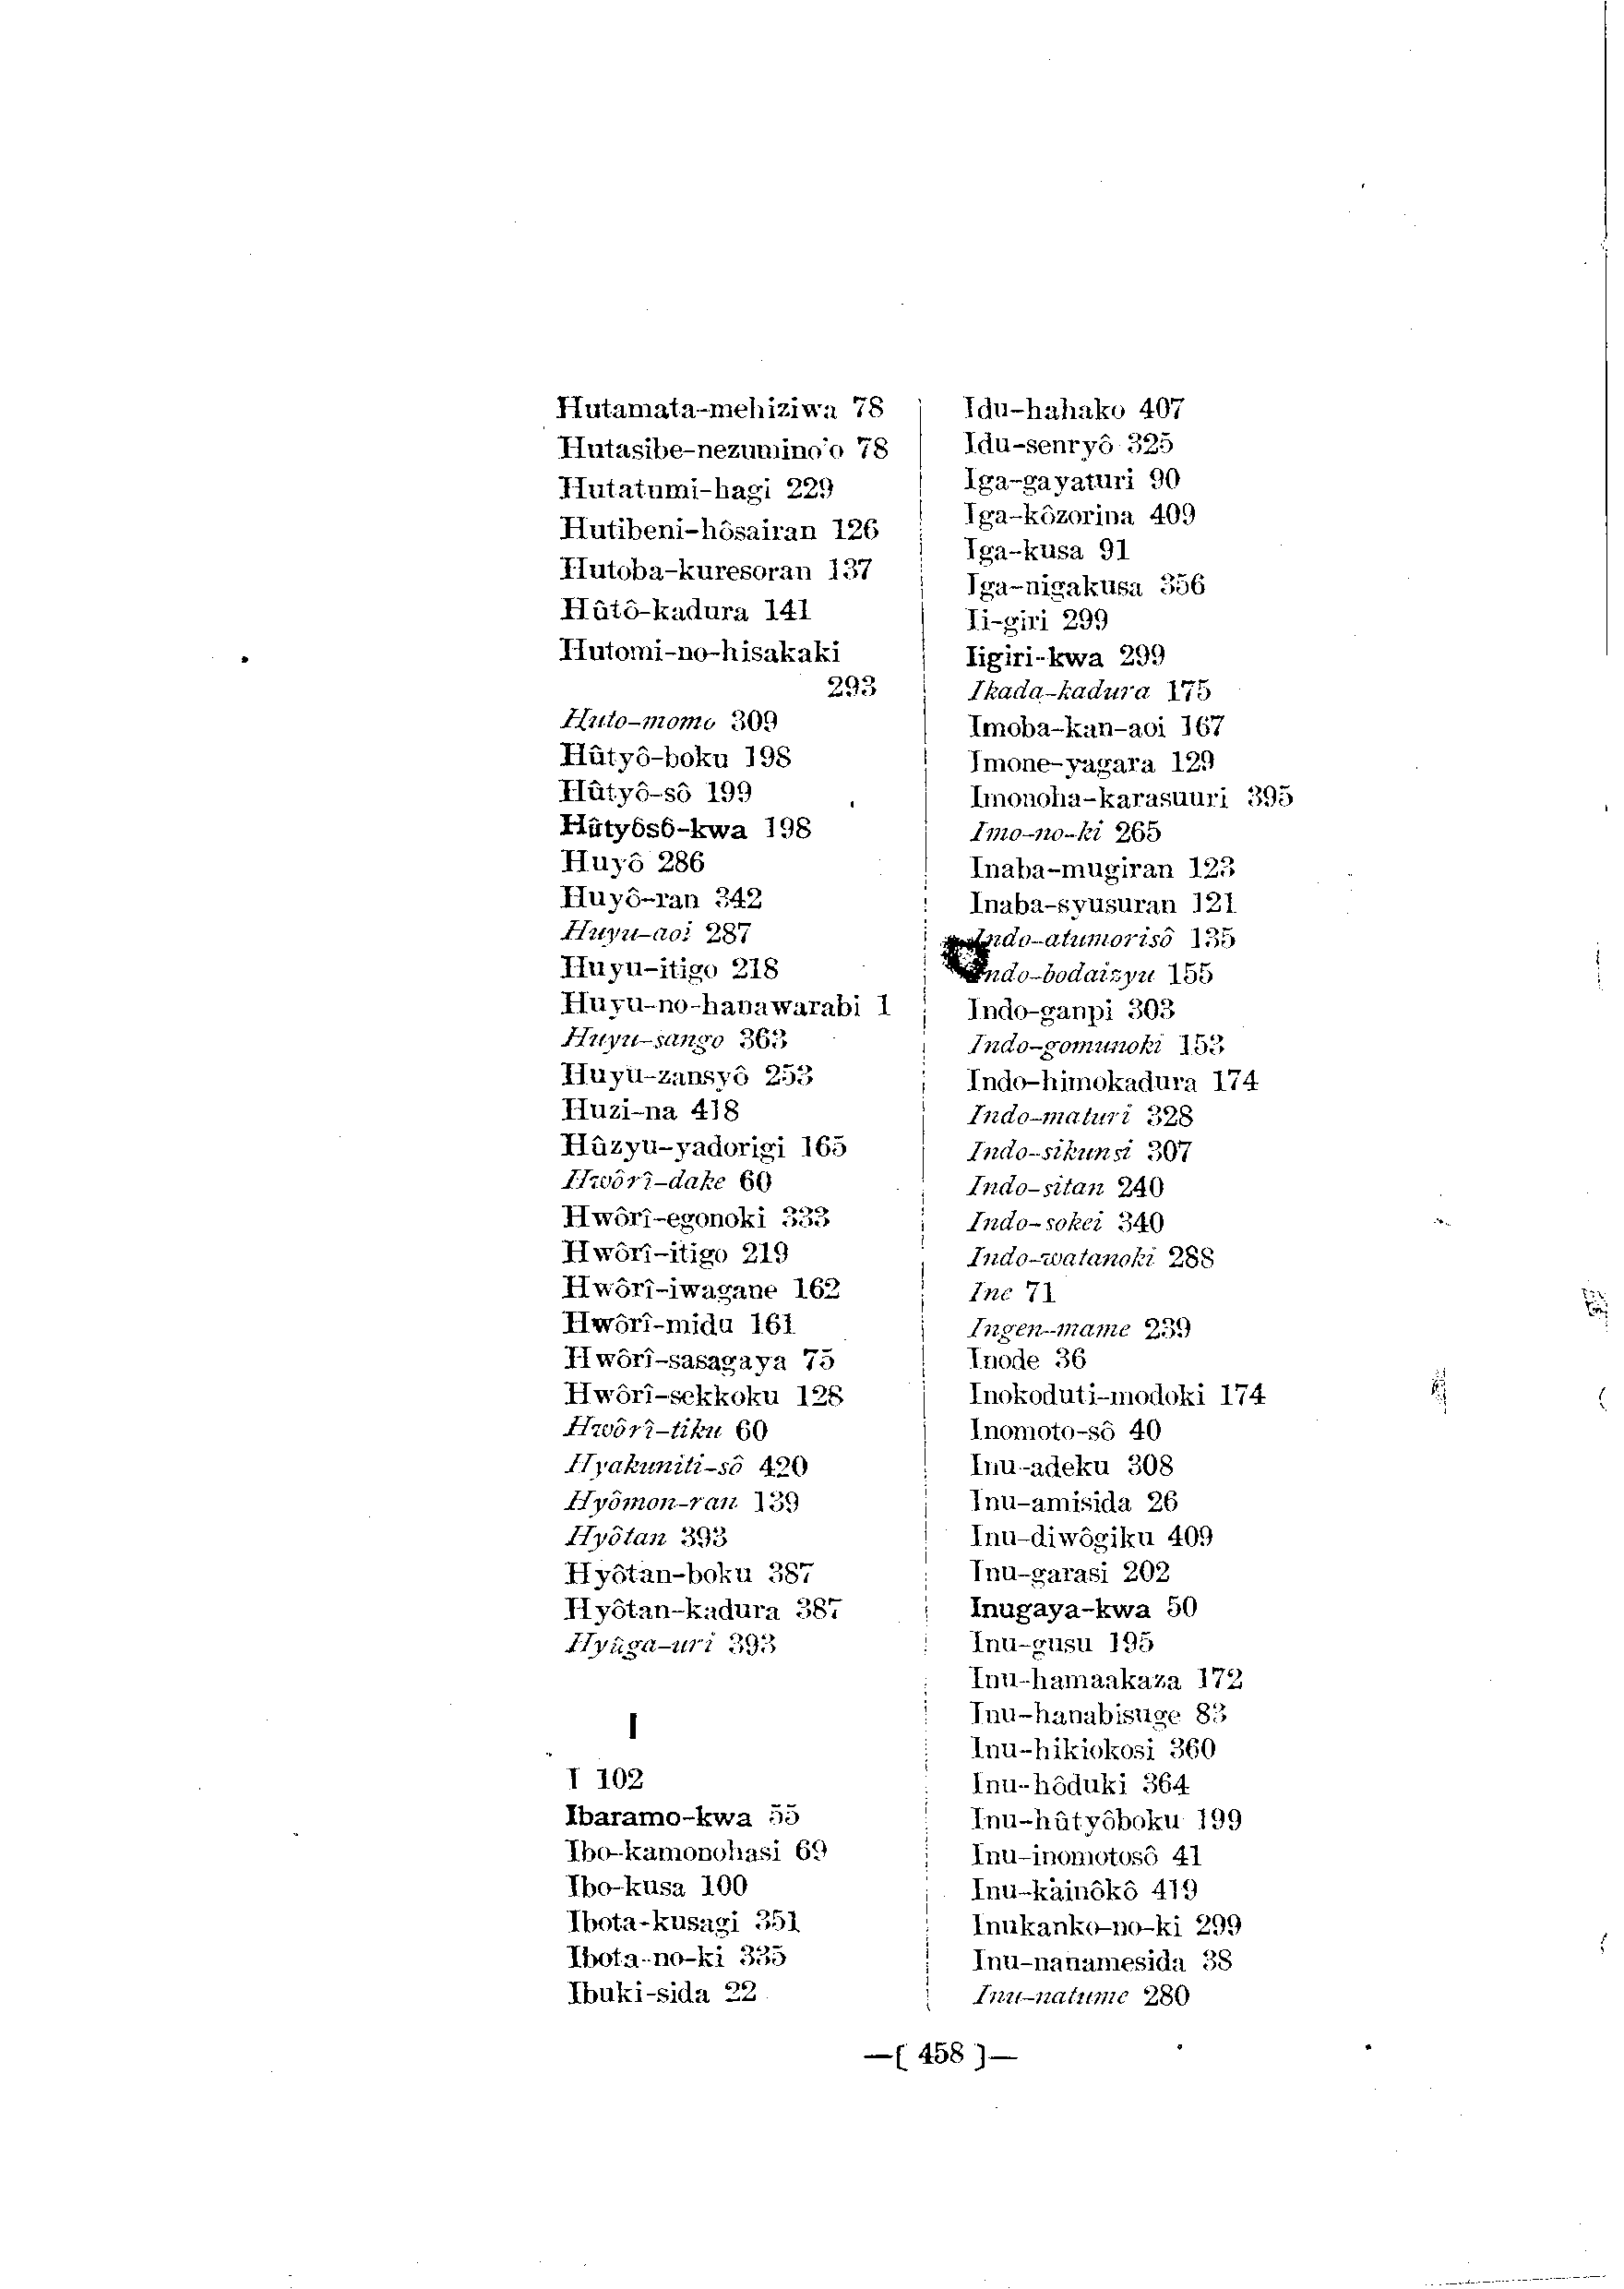 Hutamata-mehiziwa 78
Hutasibe-nezumino'o 78
Hutatumi-hagi 229
Hutibeni-hôsairan 126
Hutoba-kuresoran 137
Hûtô-kadura 141
Hutomi-no-hisakaki
293
Huto-momo 309
Hûtyô-boku 198
Hûtyô-sô 199
Hûtyôsô-kwa 198
Huyô 286
Huyô-ran 342
Huyu-aoi 287
Huyu-itigo 218
Huyu-no-hanawarabi 1
Huyu-sango 363
Huyu-zansyô 253
Huzi-na 418
Hûzyu-yadorigi 165
Hwôrî-dake 60
Hwôrî-egonoki 333
Hwôrî-itigo 219
Hwôrî-iwagane 162
Hwôrî-midu 161
Hwôrî-sasagaya 75
Hwôrî-sekkoku 128
Hwôrî-tiku 60
Hyakuniti-sô 420
Hyômon-ran 139
Hyôtan 393
Hyôtan-boku 387
Hyôtan-kadura 387
Hyûga-uri 393
I
I 102
Ibaramo-kwa 55
Ibo-kamonohasi 69
Ibo-kusa 100
Ibota-kusagi 351
Ibota-no-ki 335
Ibuki-sida 22
Idu-hahako 407
Idu-senryô 325
Iga-gayaturi 90
Iga-kôzorina 409
Iga-kusa 91
Iga-nigakusa 356
Ii-giri 299
Iigiri-kwa 299
Ikada-kadura 175
Imoba-kan-aoi 167
Imone-yagara 129
Imonoha-karasuuri 395
Imo-no-ki 265
Inaba-mugiran 123
Inaba-syusuran 121
Indo-atumorisô 135
Indo-bodaizyu 155
Indo-ganpi 303
Indo-gomunoki 153
Indo-himokadura 174
Indo-maturi 328
Indo-sikunsi 307
Indo-sitan 240
Indo-sokei 340
Indo-watanoki 288
Ine 71
Ingen-mame 239
Inode 36
Inokoduti-modoki 174
Inomoto-sô 40
Inu-adeku 308
Inu-amisida 26
Inu-diwôgiku 409
Inu-garasi 202
Inugaya-kwa 50
Inu-gusu 195
Inu-hamaakaza 172
Inu-hanabisuge 83
Inu-hikiokosi 360
Inu-hôduki 364
Inu-hûtyôboku 199
Inu-inomotosô 41
Inu-kainôkô 419
Inukanko-no-ki 299
Inu-nanamesida 38
Inu-natume 280
—( 458 )—